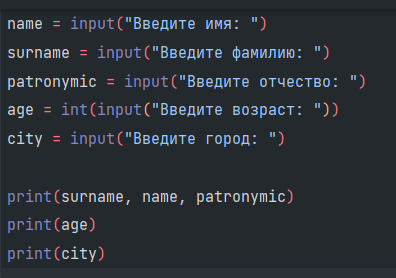 name = input("Введите имя: ")
surname = input("Введите фамилию: ")
patronymic = input("Введите отчество: ")
age = int(input("Введите возраст: "))
city = input("Введите город: ")
print(surname, name, patronymic)
print(age)
print(city)